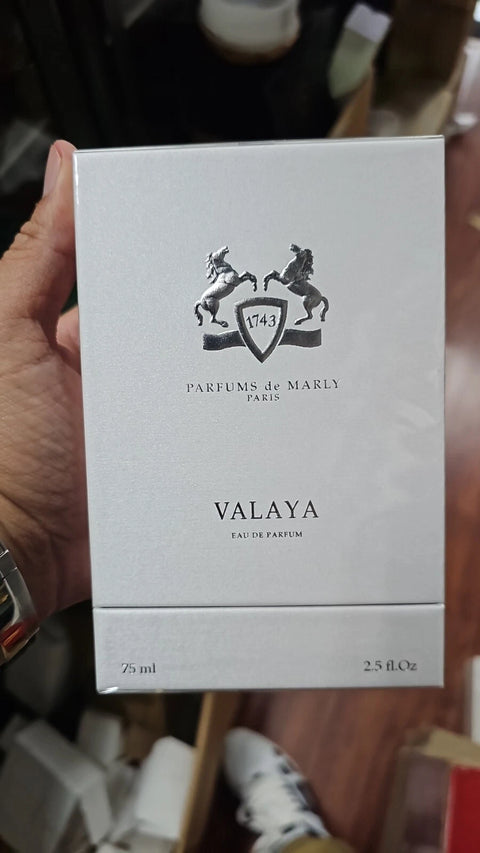 1743
PARFUMS de MARLY
PARIS
VALAYA
EAU DE PARFUM
75 ml
2.5 fl.Oz